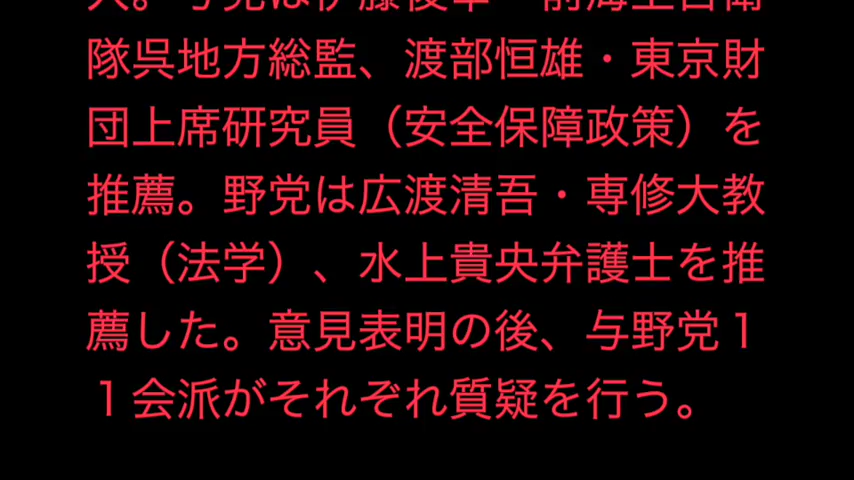 隊呉地方総監、渡部恒雄・東京財
団上席研究員（安全保障政策）を
推薦。野党は広渡清吾・専修大教
授（法学）、水上貴央弁護士を推
薦した。意見表明の後、与野党１
１会派がそれぞれ質疑を行う。